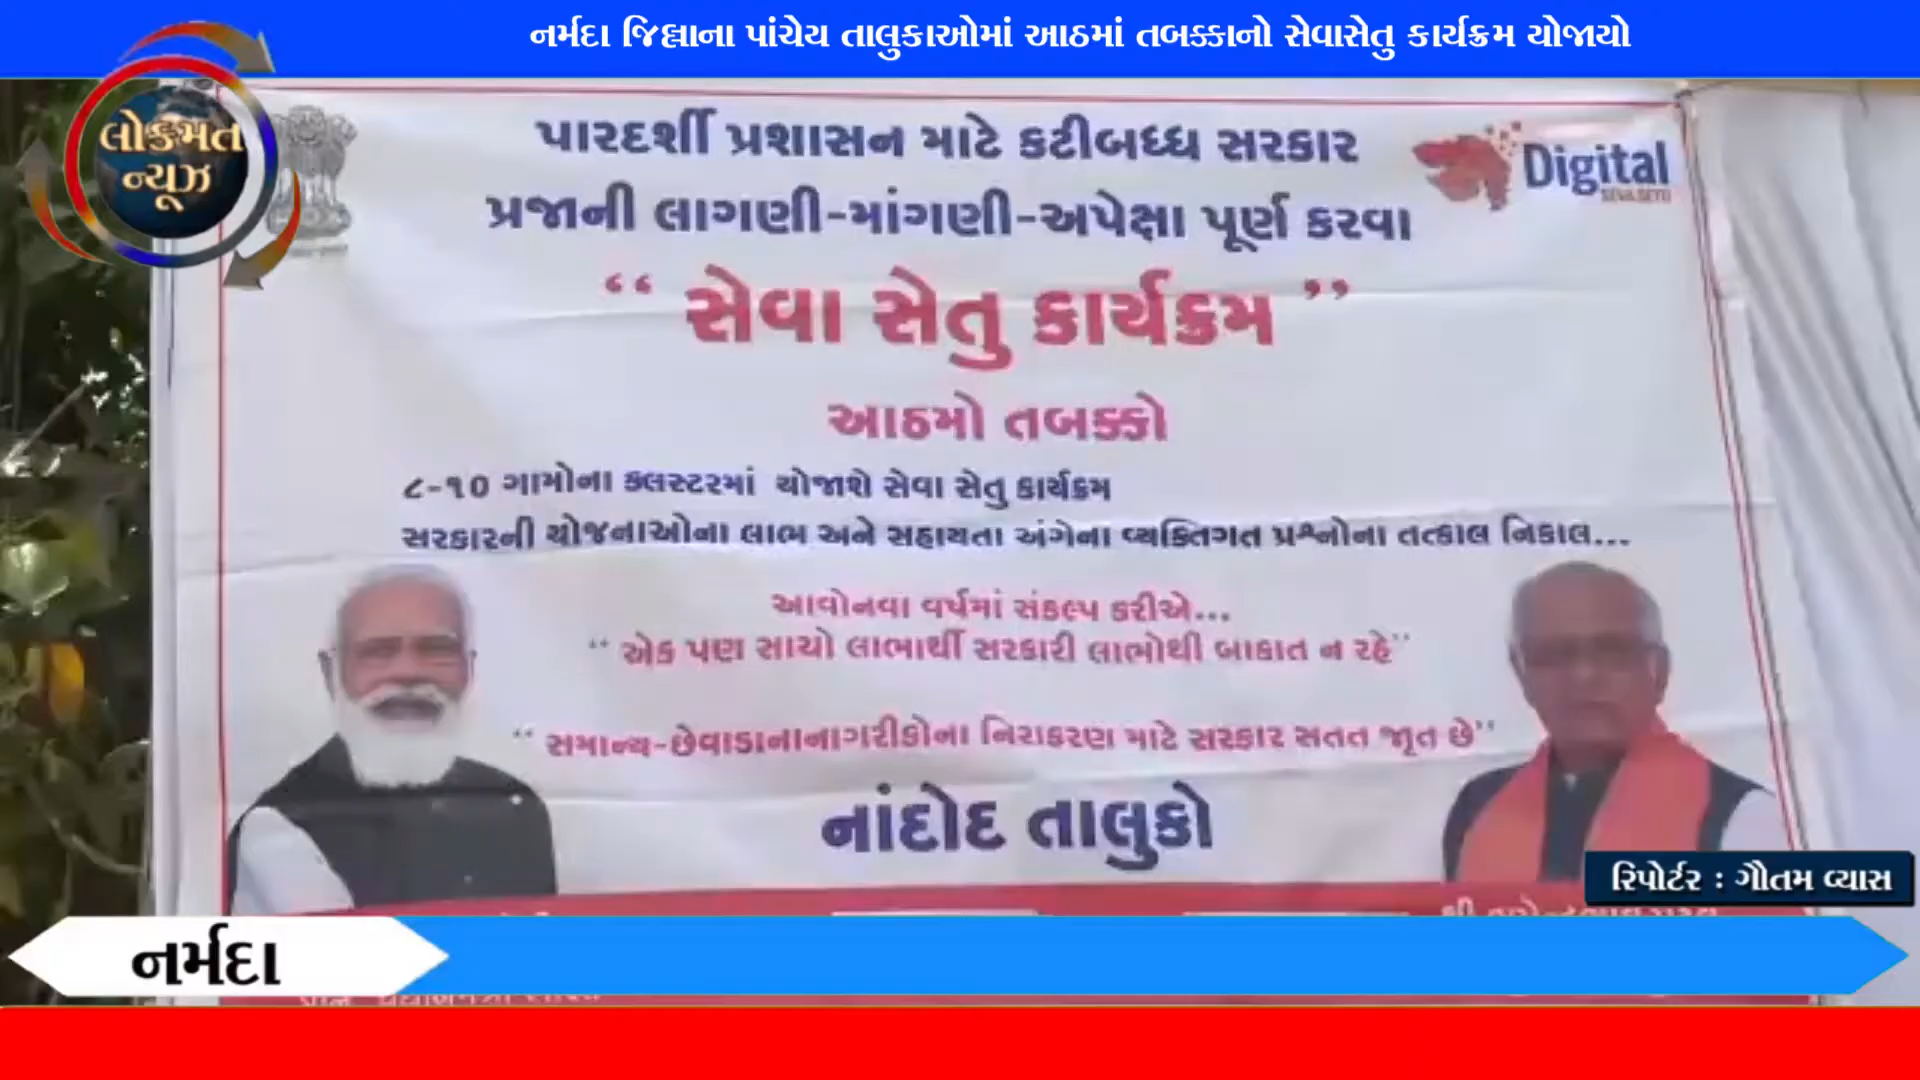 નર્મદા જિલ્લાના પાંચેય તાલુકાઓમાં આઠમાં તબક્કાનો સેવાસેતુ કાર્યક્રમ યોજાયો
લોકમત
ન્યૂઝ
પારદર્શી પ્રશાસન માટે કટીબધ્ધ સરકાર
Digital
SEVA SETU
પ્રજાની લાગણી-માંગણી-અપેક્ષા પૂર્ણ કરવા
“ સેવા સેતુ કાર્યક્રમ ”
આઠમો તબક્કો
૮-૧૦ ગામોના કલસ્ટરમાં યોજાશે સેવા સેતુ કાર્યક્રમ
સરકારની યોજનાઓના લાભ અને સહાયતા અંગેના વ્યક્તિગત પ્રશ્નોના તત્કાલ નિકાલ...
આવોનવા વર્ષમાં સંકલ્પ કરીએ...
“ એક પણ સાચો લાભાર્થી સરકારી લાભોથી બાકાત ન રહે”
“ સમાન્ય-છેવાડાનાનાગરીકોના નિરાકરણ માટે સરકાર સતત જાૃત છે”
નાંદોદ તાલુકો
રિપોર્ટર : ગૌતમ વ્યાસ
નર્મદા